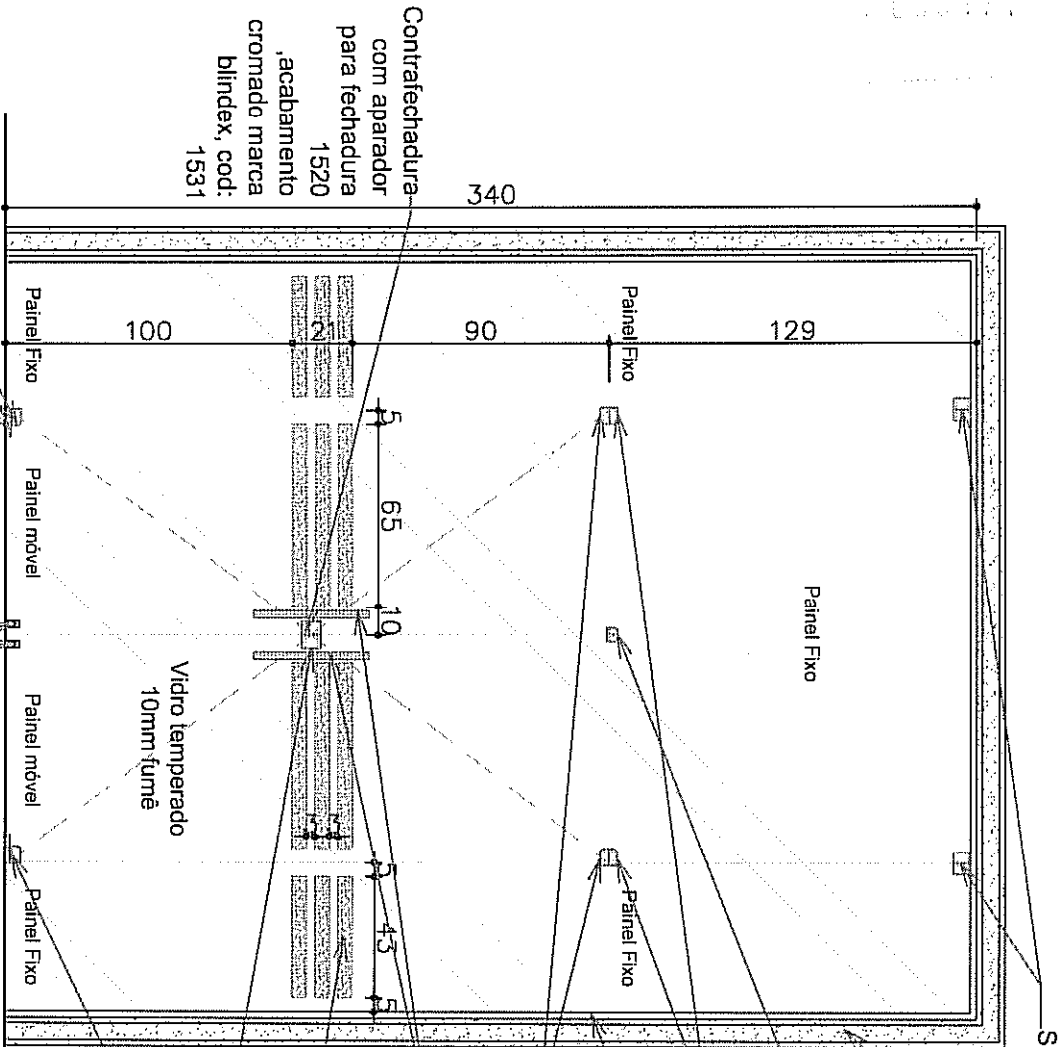 Contrafechadura
com aparador
para fechadura
1520
,acabamento
cromado marca
blindex, cod:
1531
340
100
21
90
129
Painel Fixo
Painel Fixo
5
65
10
Painel móvel
Painel Fixo
Vidro temperado
10mm fumê
Painel móvel
3
3
5
43
5
Painel Fixo
Painel Fixo
S